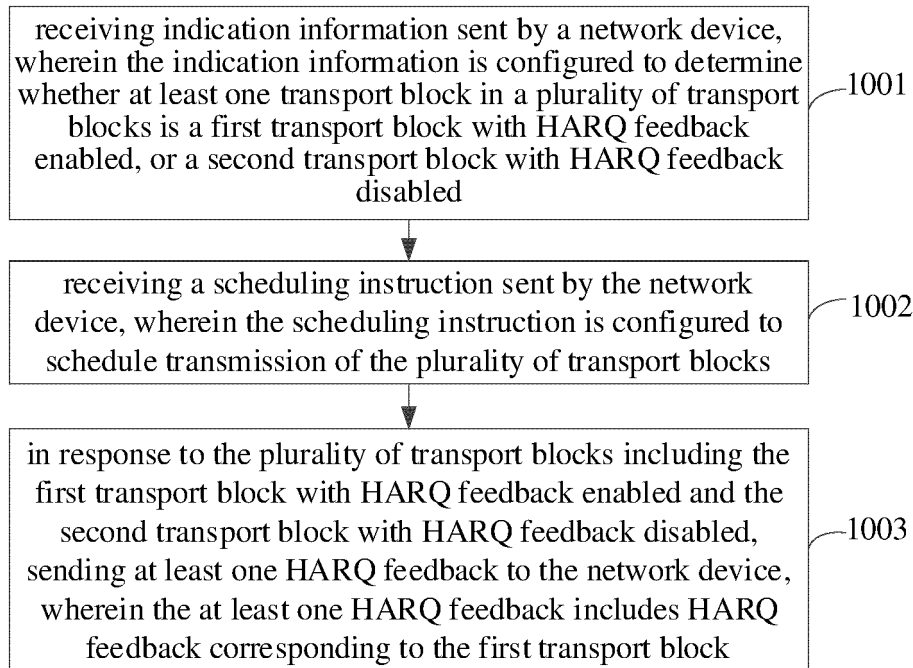 receiving indication information sent by a network device,
wherein the indication information is configured to determine
whether at least one transport block in a plurality of transport
blocks is a first transport block with HARQ feedback
enabled, or a second transport block with HARQ feedback
disabled
1001
receiving a scheduling instruction sent by the network
device, wherein the scheduling instruction is configured to
schedule transmission of the plurality of transport blocks
1002
in response to the plurality of transport blocks including the
first transport block with HARQ feedback enabled and the
second transport block with HARQ feedback disabled,
sending at least one HARQ feedback to the network device,
wherein the at least one HARQ feedback includes HARQ
feedback corresponding to the first transport block
1003